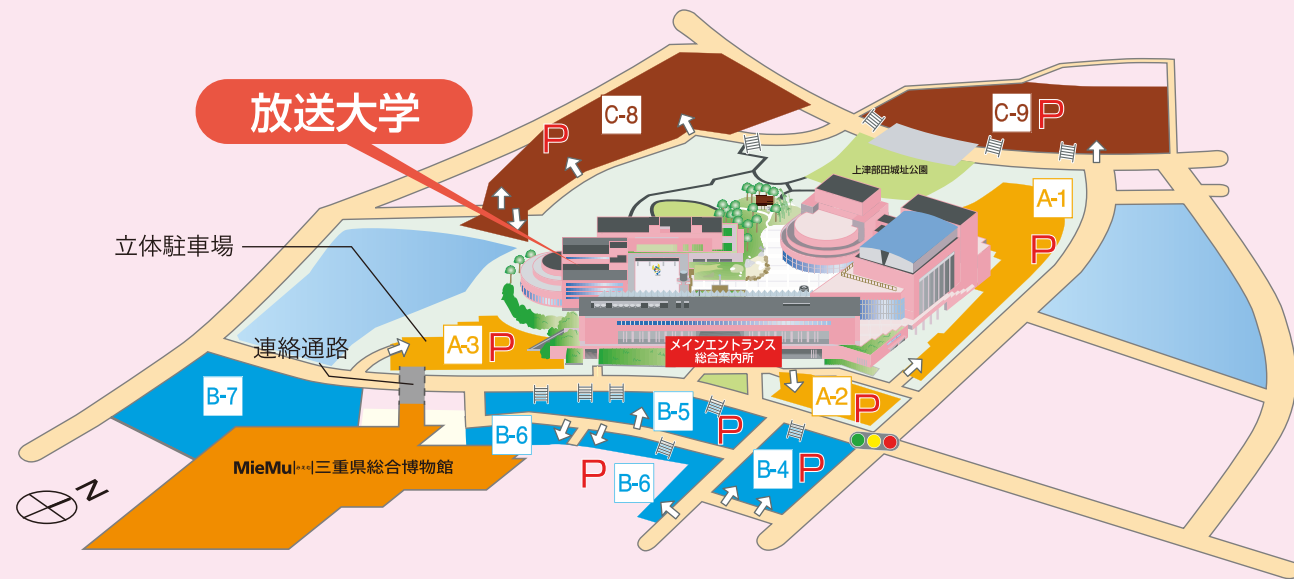 放送大学
C-8
P
C-9 P
上津部田城址公園
A-1
P
立体駐車場
連絡通路
A-3 P
メインエントランス
総合案内所
B-7
A-2 P
B-5
P
B-6
P
B-6
B-4 P
MieMu 三重県総合博物館
N